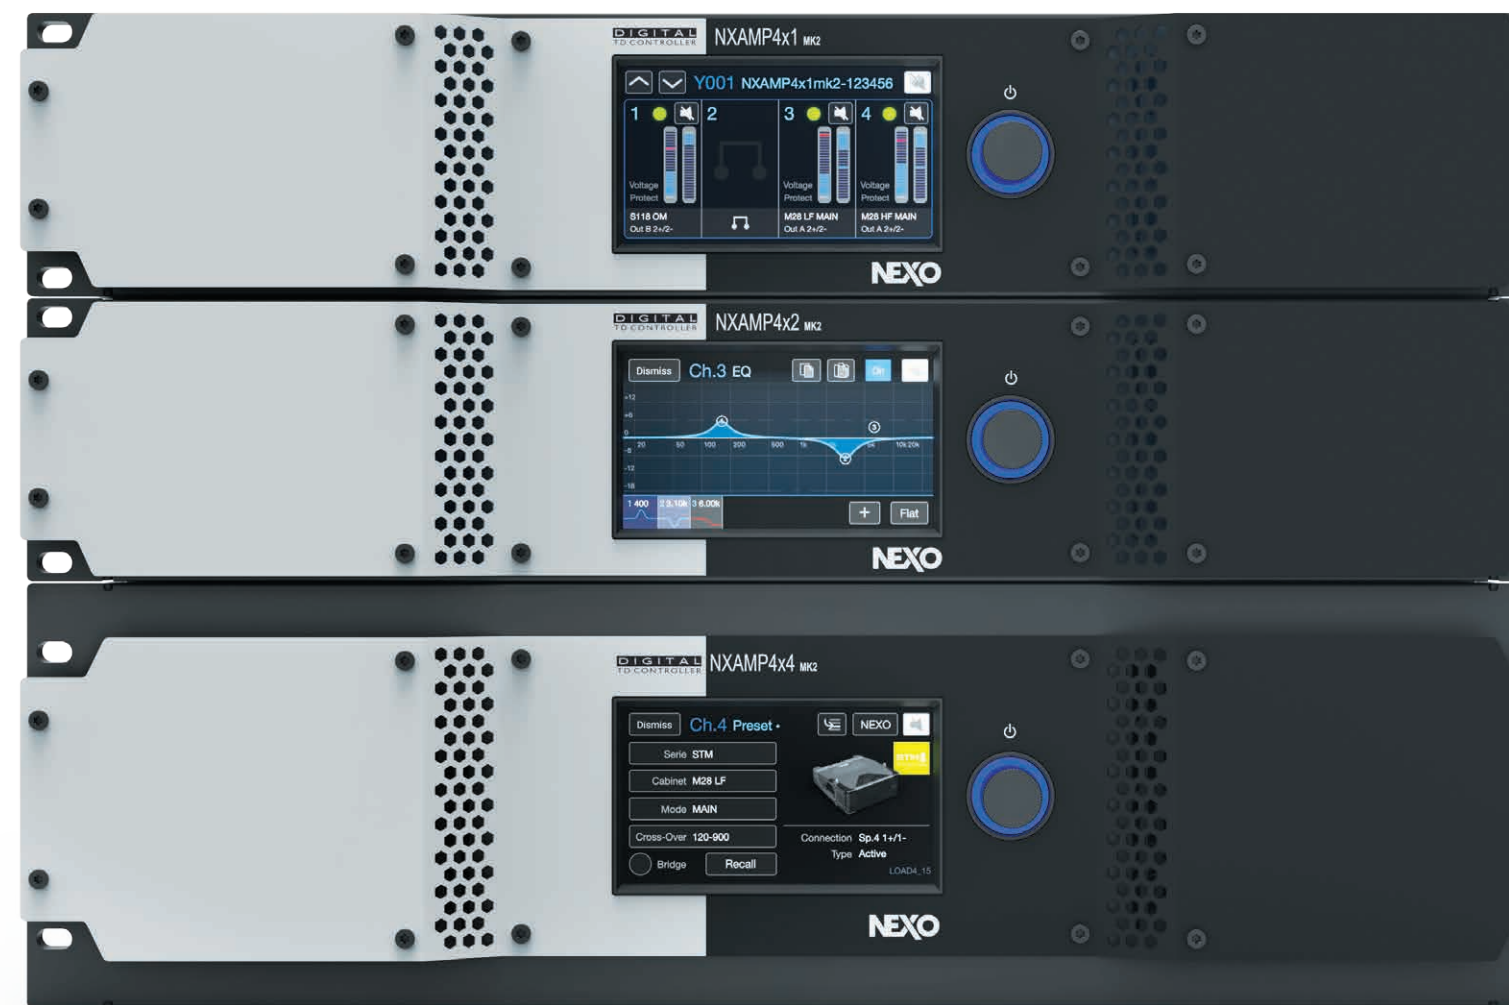 DIGITAL
TD CONTROLLER
NXAMP4x1 MK2
Y001 NXAMP4x1mk2-123456
1 2 3 4
Voltage Voltage Voltage
Protect Protect Protect
S118 OM M28 LF MAIN M28 HF MAIN
Out B 2+/2- Out A 2+/2- Out A 2+/2-
NEXO
DIGITAL
TD CONTROLLER
NXAMP4x2 MK2
Dismiss Ch.3 EQ On
+12
+6
0
20 50 100 200 500 1k 5k 10k 20k
-6
-12
-18
1 400 2 3.10k 3 6.00k
+ Flat
NEXO
DIGITAL
TD CONTROLLER
NXAMP4x4 MK2
Dismiss Ch.4 Preset NEXO
Serie STM
STM
Cabinet M28 LF
Mode MAIN
Cross-Over 120-900 Connection Sp.4 1+/1-
Type Active
Bridge Recall
LOAD4_15
NEXO